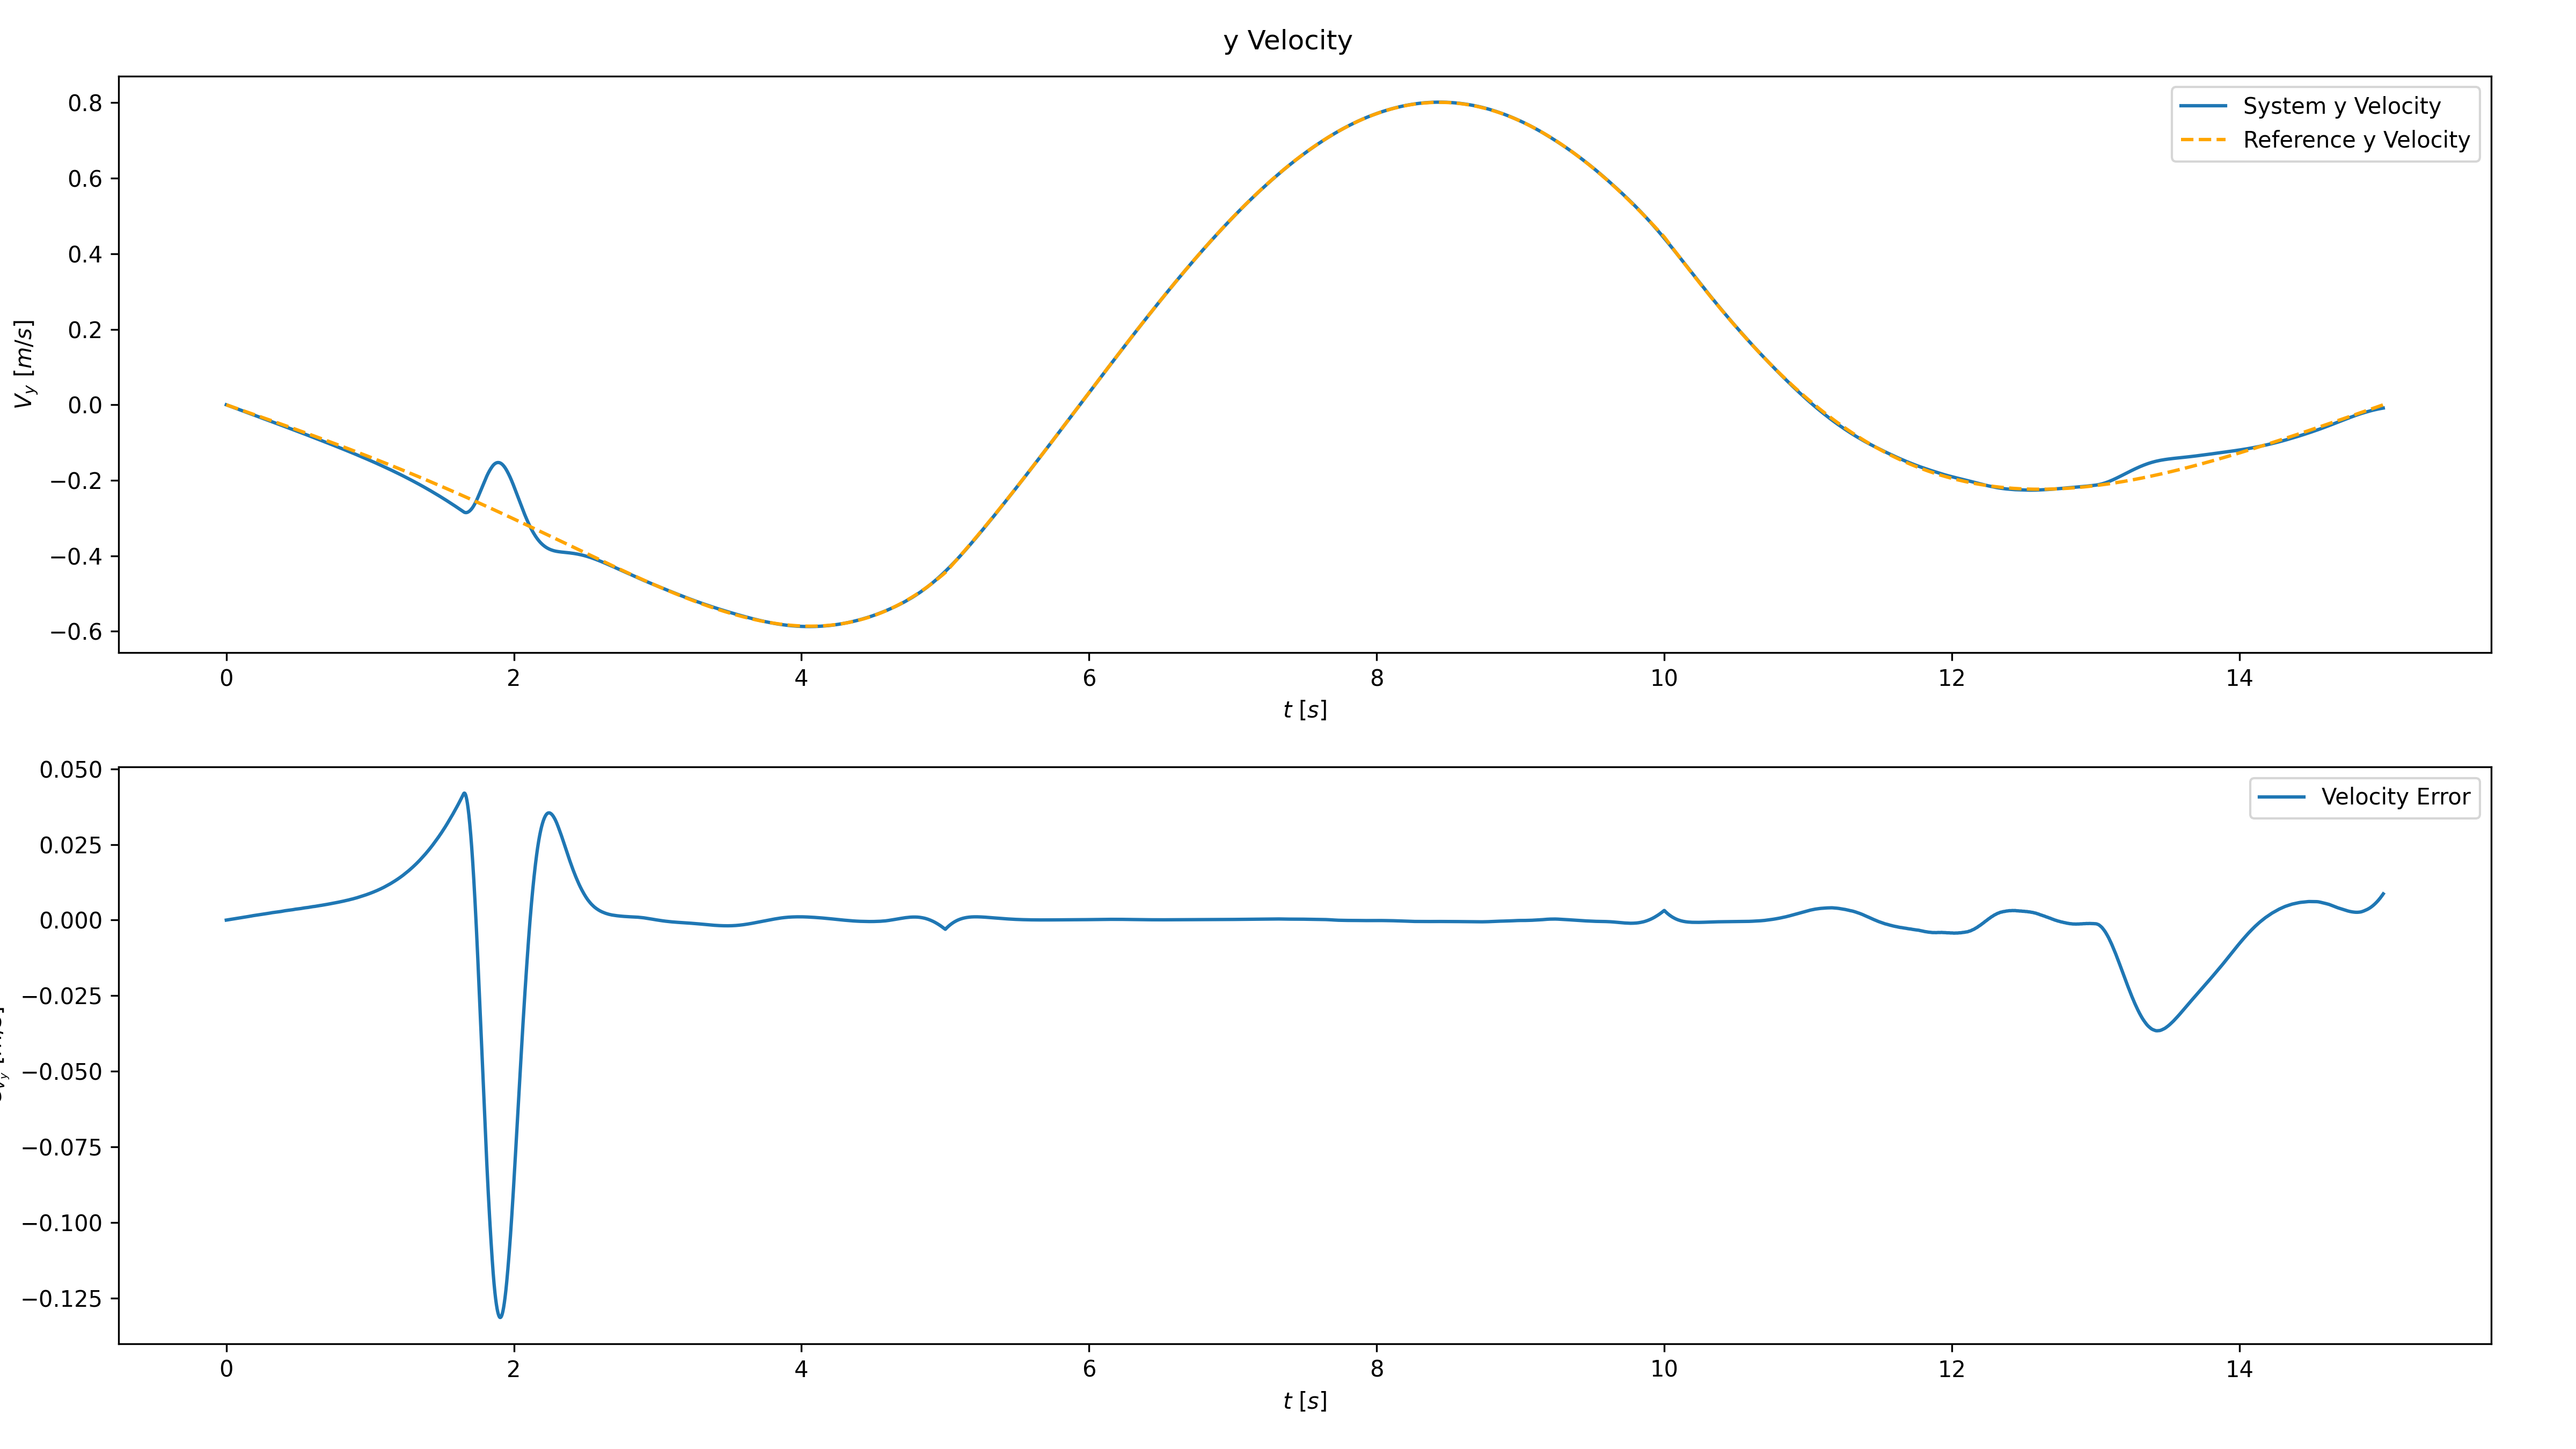 y Velocity
System y Velocity
Reference y Velocity
0.8
0.6
0.4
0.2
0.0
−0.2
−0.4
−0.6
V_y [m/s]
0 2 4 6 8 10 12 14
t [s]
Velocity Error
0.050
0.025
0.000
−0.025
−0.050
−0.075
−0.100
−0.125
0 2 4 6 8 10 12 14
t [s]